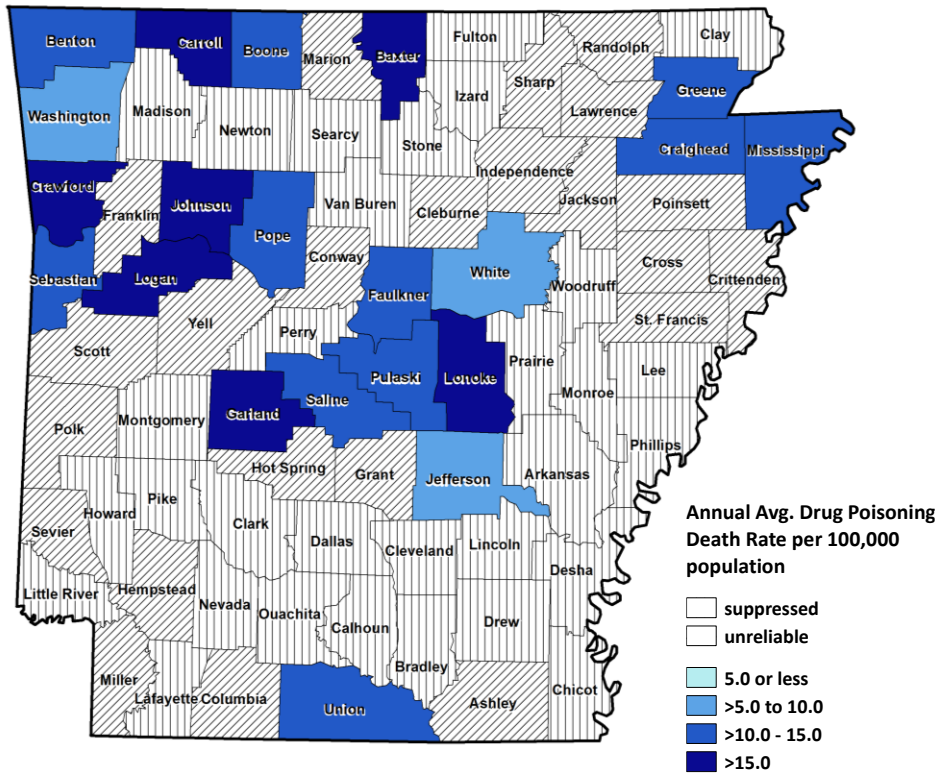 Benton
Carroll
Boone
Marion
Baxter
Fulton
Randolph
Clay
Sharp
Izard
Greene
Washington
Madison
Newton
Searcy
Stone
Lawrence
Craighead
Mississippi
Independence
Jackson
Crawford
Franklin
Johnson
Pope
Van Buren
Cleburne
Poinsett
Sebastian
Logan
Conway
Faulkner
White
Woodruff
Cross
Crittenden
Scott
Yell
Perry
St. Francis
Pulaski
Lonoke
Prairie
Lee
Garland
Saline
Monroe
Polk
Montgomery
Phillips
Hot Spring
Grant
Jefferson
Arkansas
Sevier
Howard
Pike
Clark
Dallas
Cleveland
Lincoln
Desha
Little River
Hempstead
Nevada
Ouachita
Calhoun
Drew
Bradley
Miller
Lafayette
Columbia
Union
Ashley
Chicot
Annual Avg. Drug Poisoning
Death Rate per 100,000
population
suppressed
unreliable
5.0 or less
>5.0 to 10.0
>10.0 - 15.0
>15.0